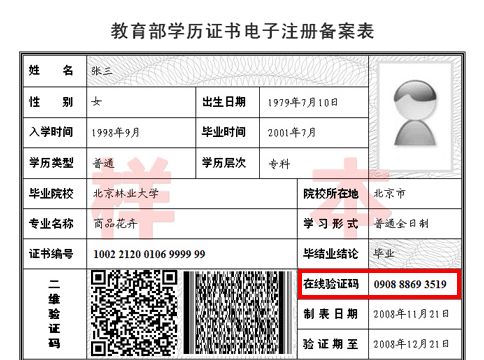 教育部学历证书电子注册备案表
姓 名 张三
性 别 女 出生日期 1979年7月10日
入学时间 1998年9月 毕业时间 2001年7月
学历类型 普通 学历层次 专科
样 本
毕业院校 北京林业大学 院校所在地 北京市
专业名称 商品花卉 学习形式 普通全日制
证书编号 1002 2120 0106 9999 99 毕结业结论 毕业
二维验证码 在线验证码 0908 8869 3519
制表日期 2008年11月21日
验证期至 2008年12月21日